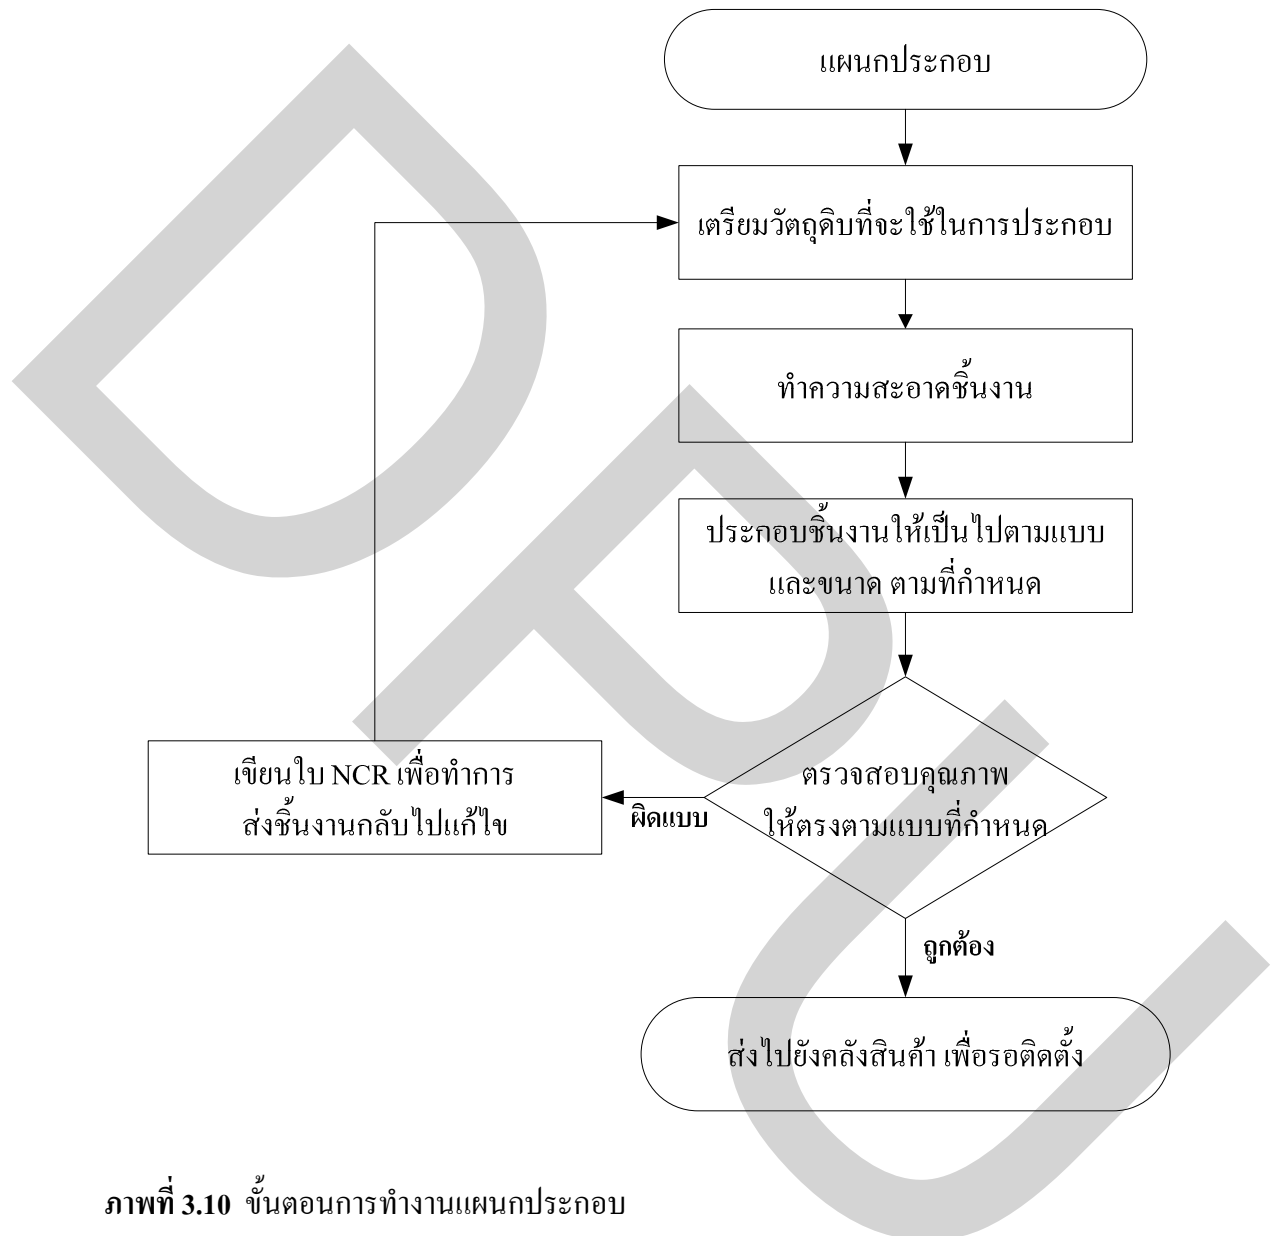 แผนกประกอบ
เตรียมวัตถุดิบที่จะใช้ในการประกอบ
ทำความสะอาดชิ้นงาน
ประกอบชิ้นงานให้เป็นไปตามแบบ
และขนาด ตามที่กำหนด
ตรวจสอบคุณภาพ
ให้ตรงตามแบบที่กำหนด
ผิดแบบ
เขียนใบ NCR เพื่อทำการ
ส่งชิ้นงานกลับไปแก้ไข
ถูกต้อง
ส่งไปยังคลังสินค้า เพื่อรอติดตั้ง
ภาพที่ 3.10 ขั้นตอนการทำงานแผนกประกอบ
DPU